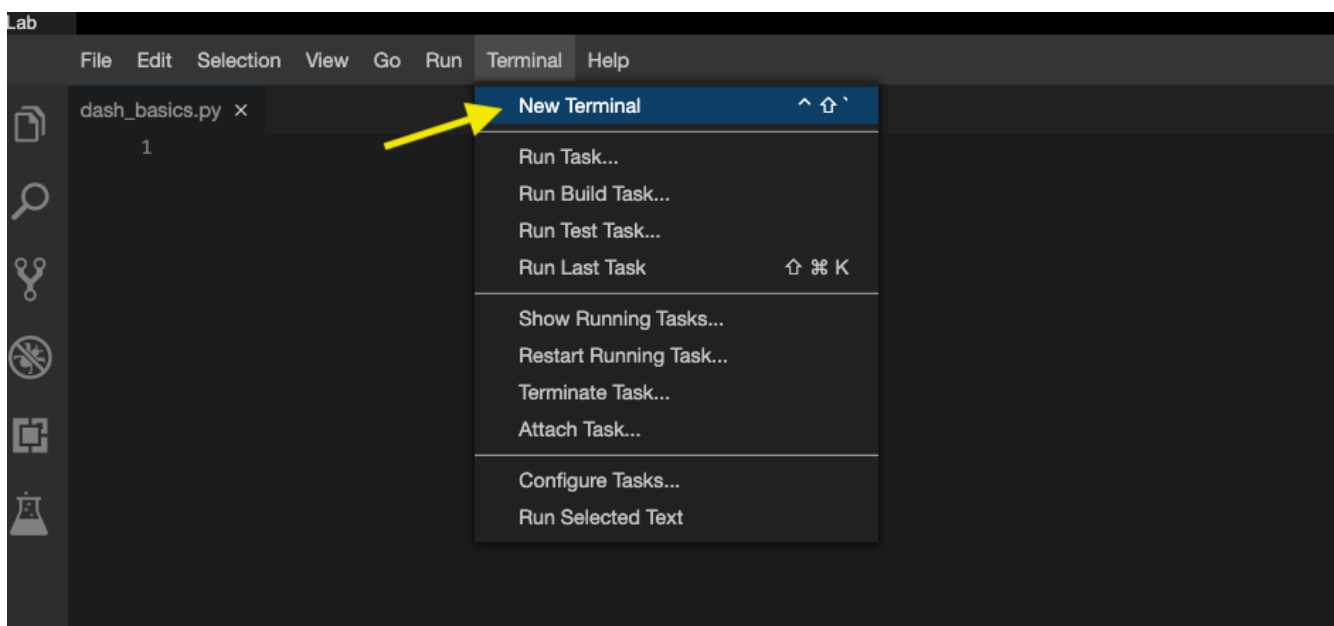 Lab
File Edit Selection View Go Run Terminal Help
dash_basics.py ×
1
New Terminal ^ ⇧ `
Run Task...
Run Build Task...
Run Test Task...
Run Last Task ⇧ ⌘ K
Show Running Tasks...
Restart Running Task...
Terminate Task...
Attach Task...
Configure Tasks...
Run Selected Text